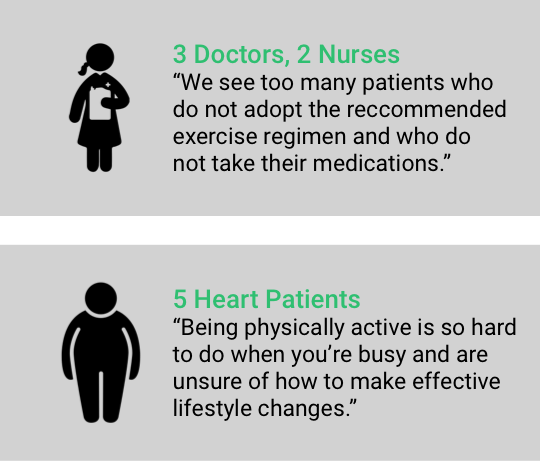 3 Doctors, 2 Nurses
“We see too many patients who
do not adopt the reccommended
exercise regimen and who do
not take their medications.”
5 Heart Patients
“Being physically active is so hard
to do when you’re busy and are
unsure of how to make effective
lifestyle changes.”